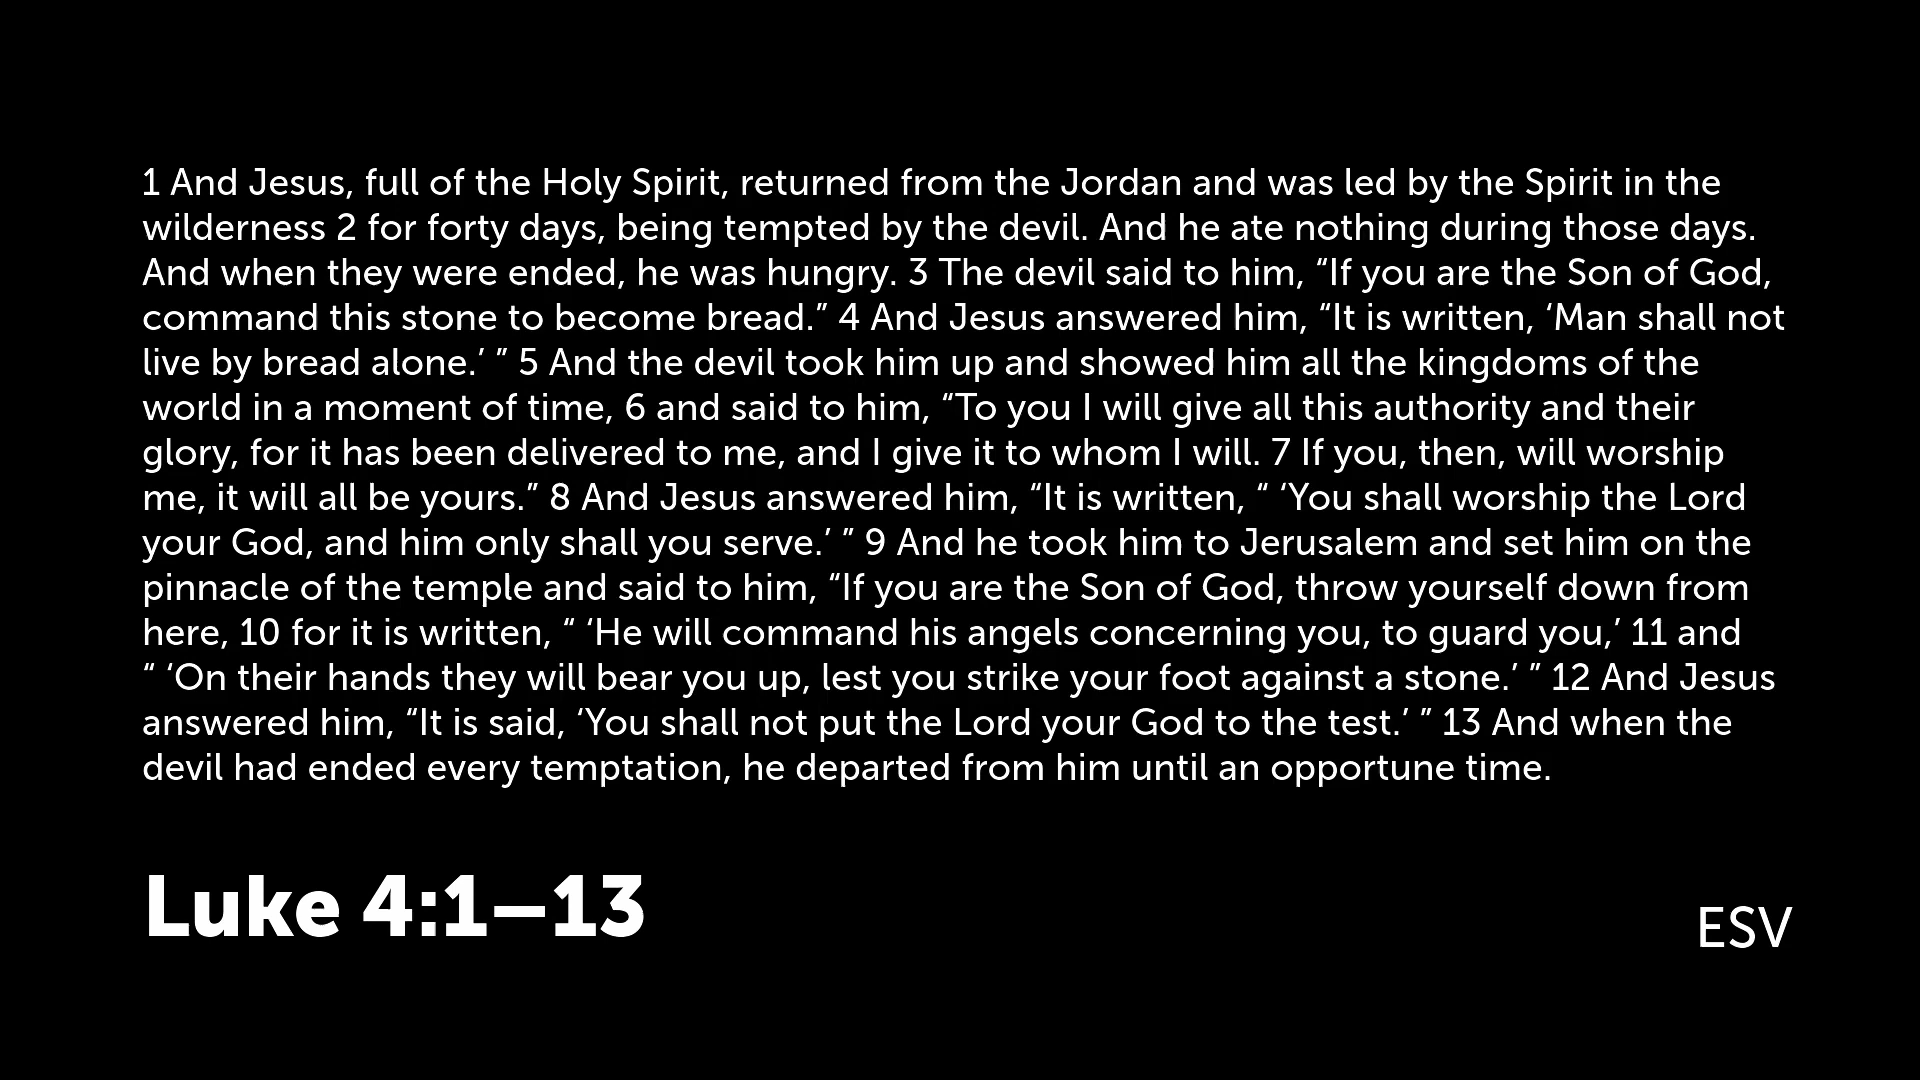 1 And Jesus, full of the Holy Spirit, returned from the Jordan and was led by the Spirit in the
wilderness 2 for forty days, being tempted by the devil. And he ate nothing during those days.
And when they were ended, he was hungry. 3 The devil said to him, “If you are the Son of God,
command this stone to become bread.” 4 And Jesus answered him, “It is written, ‘Man shall not
live by bread alone.’ ” 5 And the devil took him up and showed him all the kingdoms of the
world in a moment of time, 6 and said to him, “To you I will give all this authority and their
glory, for it has been delivered to me, and I give it to whom I will. 7 If you, then, will worship
me, it will all be yours.” 8 And Jesus answered him, “It is written, “ ‘You shall worship the Lord
your God, and him only shall you serve.’ ” 9 And he took him to Jerusalem and set him on the
pinnacle of the temple and said to him, “If you are the Son of God, throw yourself down from
here, 10 for it is written, “ ‘He will command his angels concerning you, to guard you,’ 11 and
“ ‘On their hands they will bear you up, lest you strike your foot against a stone.’ ” 12 And Jesus
answered him, “It is said, ‘You shall not put the Lord your God to the test.’ ” 13 And when the
devil had ended every temptation, he departed from him until an opportune time.
Luke 4:1–13
ESV